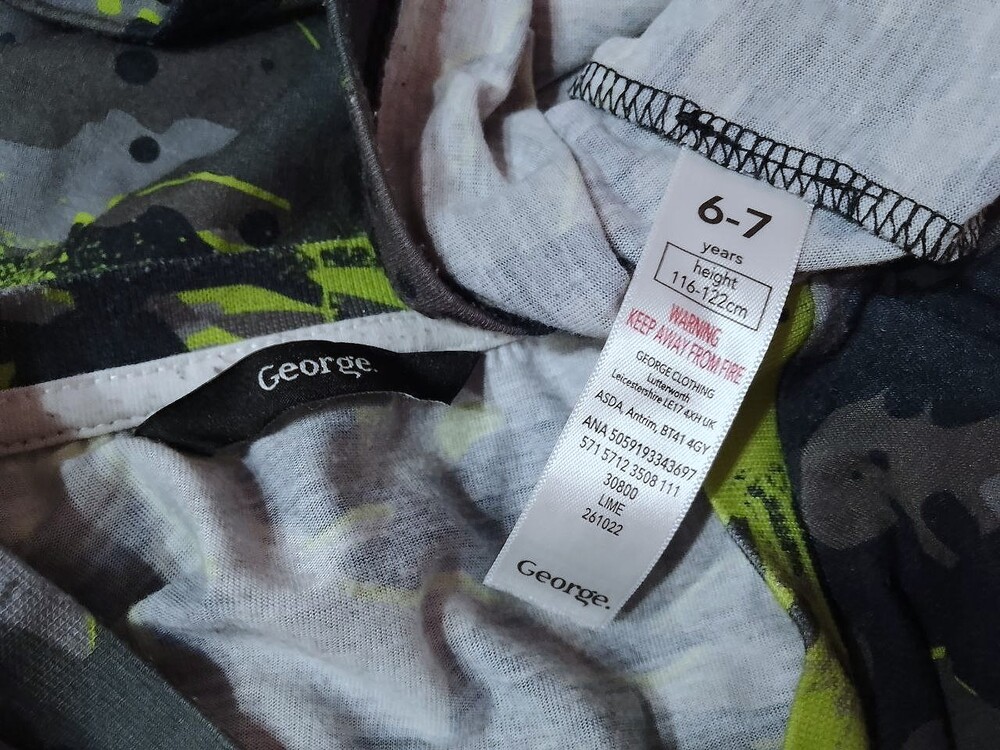 George.
6-7
years
height
116-122cm
WARNING
KEEP AWAY FROM FIRE
GEORGE CLOTHING
Lutterworth
Leicestershire LE17 4XH UK
ASDA, Antrim, BT41 4GY
ANA 5059193343697
571 5712 3508 111
30800
LIME
261022
George.